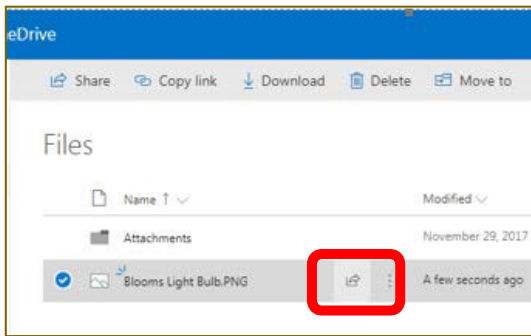 eDrive
Share Copy link Download Delete Move to
Files
Name Modified
Attachments November 29, 2017
Blooms Light Bulb.PNG A few seconds ago